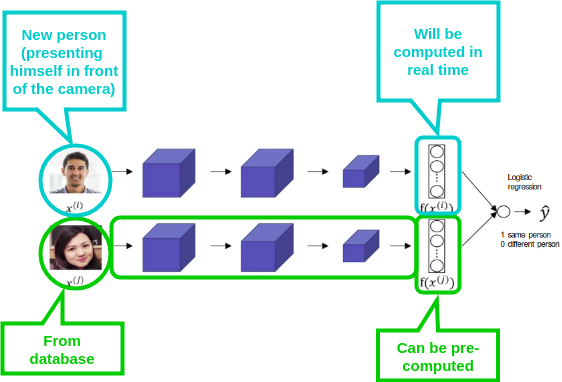 New person
(presenting
himself in front
of the camera)
Will be
computed in
real time
x⁽ⁱ⁾
f(x⁽ⁱ⁾)
Logistic
regression
ŷ
1 same person
0 different person
x⁽ʲ⁾
f(x⁽ʲ⁾)
From
database
Can be pre-
computed